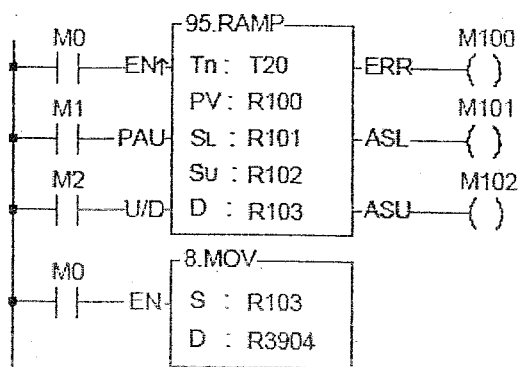 95.RAMP
M0 EN↑ Tn : T20 ERR M100 ( )
PV : R100
M1 PAU SL : R101 ASL M101 ( )
SU : R102
M2 U/D D : R103 ASU M102 ( )
8.MOV
M0 EN S : R103
D : R3904